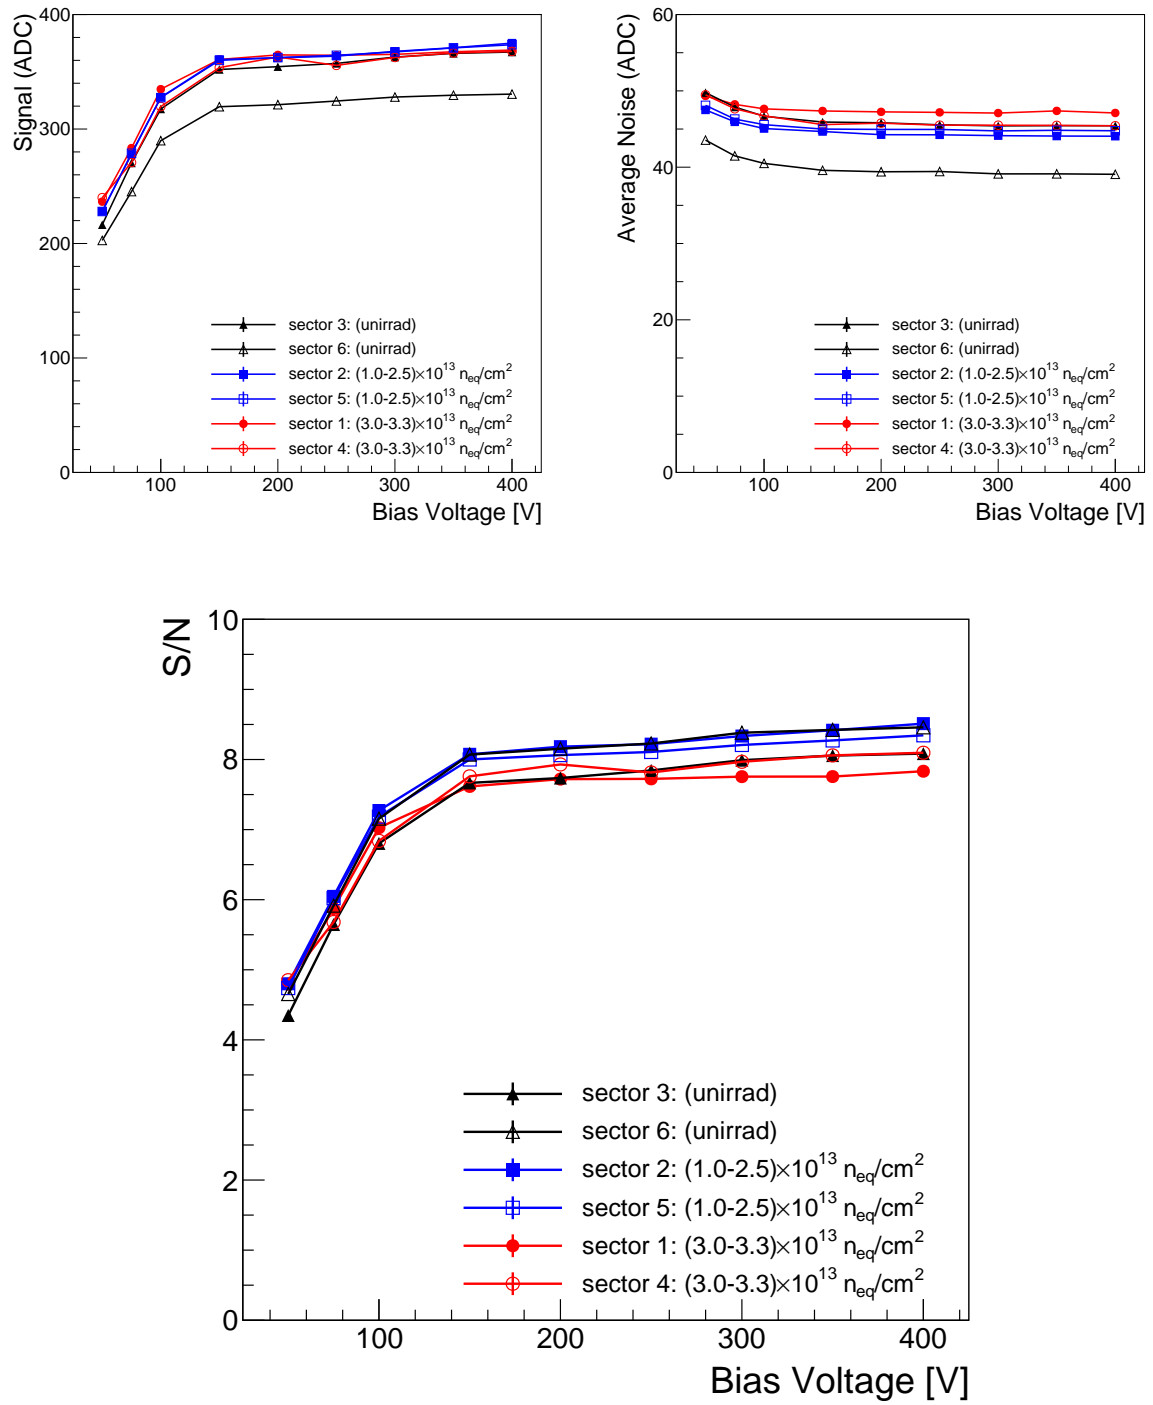 Signal (ADC)
400
300
200
100
0
sector 3: (unirrad)
sector 6: (unirrad)
sector 2: (1.0-2.5)×10^13 n_eq/cm^2
sector 5: (1.0-2.5)×10^13 n_eq/cm^2
sector 1: (3.0-3.3)×10^13 n_eq/cm^2
sector 4: (3.0-3.3)×10^13 n_eq/cm^2
100 200 300 400
Bias Voltage [V]
Average Noise (ADC)
60
40
20
0
sector 3: (unirrad)
sector 6: (unirrad)
sector 2: (1.0-2.5)×10^13 n_eq/cm^2
sector 5: (1.0-2.5)×10^13 n_eq/cm^2
sector 1: (3.0-3.3)×10^13 n_eq/cm^2
sector 4: (3.0-3.3)×10^13 n_eq/cm^2
100 200 300 400
Bias Voltage [V]
S/N
10
8
6
4
2
0
sector 3: (unirrad)
sector 6: (unirrad)
sector 2: (1.0-2.5)×10^13 n_eq/cm^2
sector 5: (1.0-2.5)×10^13 n_eq/cm^2
sector 1: (3.0-3.3)×10^13 n_eq/cm^2
sector 4: (3.0-3.3)×10^13 n_eq/cm^2
100 200 300 400
Bias Voltage [V]